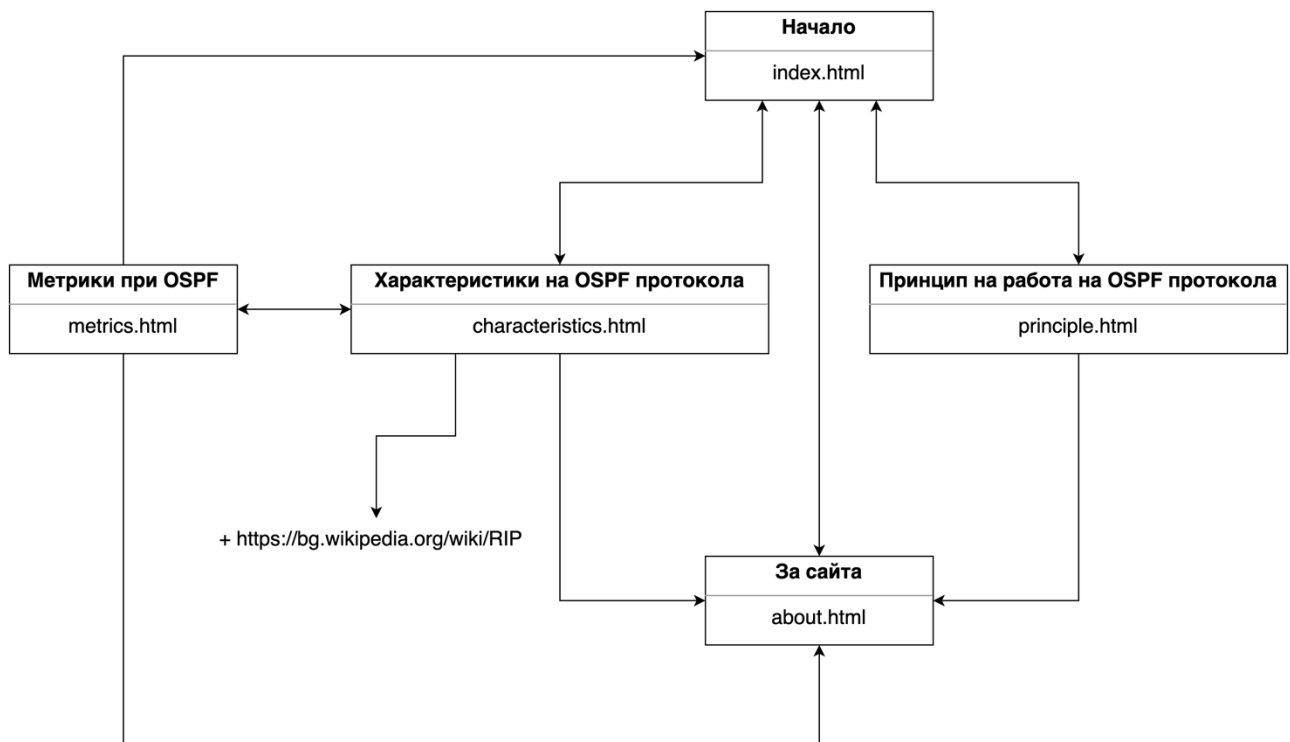 Начало
index.html
Метрики при OSPF
metrics.html
Характеристики на OSPF протокола
characteristics.html
Принцип на работа на OSPF протокола
principle.html
+ https://bg.wikipedia.org/wiki/RIP
За сайта
about.html